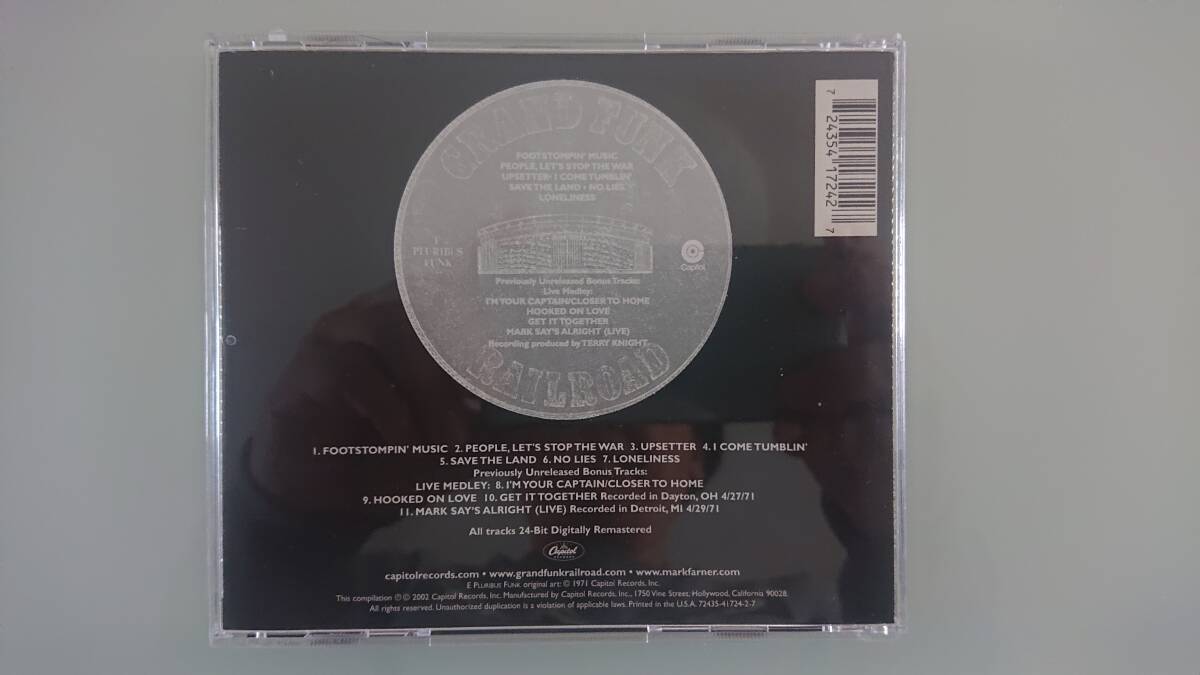 GRAND FUNK
FOOTSTOMPIN' MUSIC
PEOPLE, LET'S STOP THE WAR
UPSETTER • I COME TUMBLIN'
SAVE THE LAND • NO LIES
LONELINESS
E
PLURIBUS
FUNK
Capitol
Previously Unreleased Bonus Tracks:
Live Medley:
I'M YOUR CAPTAIN/CLOSER TO HOME
HOOKED ON LOVE
GET IT TOGETHER
MARK SAY'S ALRIGHT (LIVE)
Recording produced by TERRY KNIGHT
RAILROAD
7 24354 17242 7
1. FOOTSTOMPIN' MUSIC 2. PEOPLE, LET'S STOP THE WAR 3. UPSETTER 4. I COME TUMBLIN'
5. SAVE THE LAND 6. NO LIES 7. LONELINESS
Previously Unreleased Bonus Tracks:
LIVE MEDLEY: 8. I'M YOUR CAPTAIN/CLOSER TO HOME
9. HOOKED ON LOVE 10. GET IT TOGETHER Recorded in Dayton, OH 4/27/71
11. MARK SAY'S ALRIGHT (LIVE) Recorded in Detroit, MI 4/29/71
All tracks 24-Bit Digitally Remastered
Capitol
RECORDS
capitolrecords.com • www.grandfunkrailroad.com • www.markfarner.com
E PLURIBUS FUNK original art: © 1971 Capitol Records, Inc.
This compilation ℗ © 2002 Capitol Records, Inc. Manufactured by Capitol Records, Inc., 1750 Vine Street, Hollywood, California 90028.
All rights reserved. Unauthorized duplication is a violation of applicable laws. Printed in the U.S.A. 72435-41724-2-7